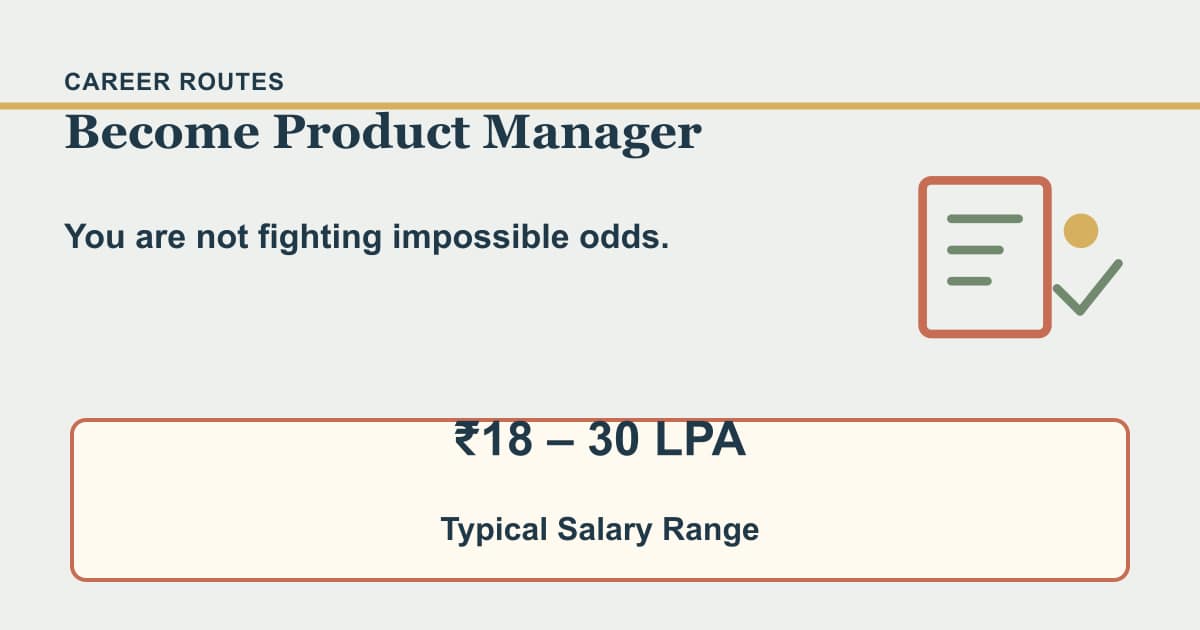 CAREER ROUTES
Become Product Manager
You are not fighting impossible odds.
₹18 – 30 LPA
Typical Salary Range